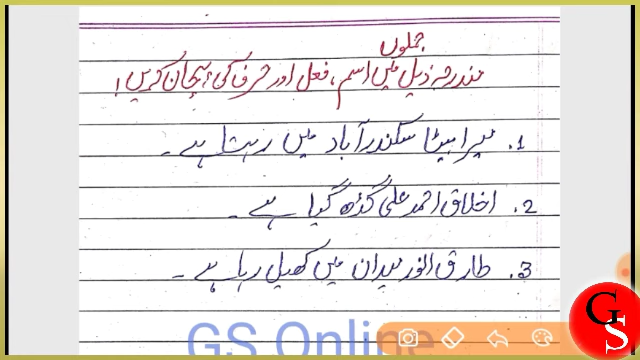 جملوں
مندرجہ ذیل میں اسم، فعل اور حرف کی پہچان کریں!
1. میرا بیٹا سکندرآباد میں رہتا ہے۔
2. اخلاق احمد علی گڑھ گیا ہے۔
3. طارق انور میدان میں کھیل رہا ہے۔
GS Online
GS